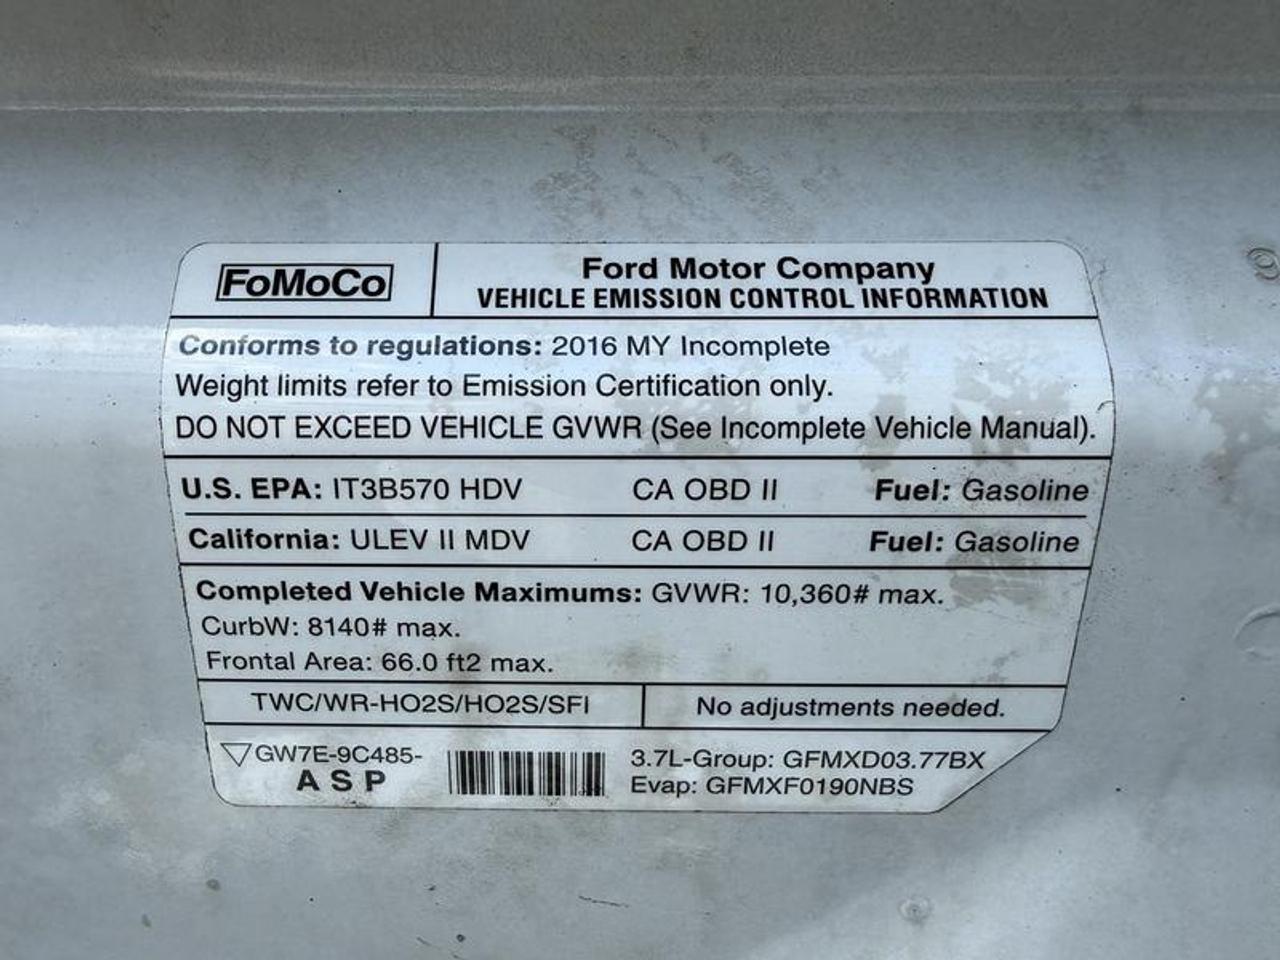 FoMoCo
Ford Motor Company
VEHICLE EMISSION CONTROL INFORMATION
Conforms to regulations: 2016 MY Incomplete
Weight limits refer to Emission Certification only.
DO NOT EXCEED VEHICLE GVWR (See Incomplete Vehicle Manual).
U.S. EPA: IT3B570 HDV CA OBD II Fuel: Gasoline
California: ULEV II MDV CA OBD II Fuel: Gasoline
Completed Vehicle Maximums: GVWR: 10,360# max.
CurbW: 8140# max.
Frontal Area: 66.0 ft2 max.
TWC/WR-HO2S/HO2S/SFI No adjustments needed.
GW7E-9C485-
ASP
3.7L-Group: GFMXD03.77BX
Evap: GFMXF0190NBS